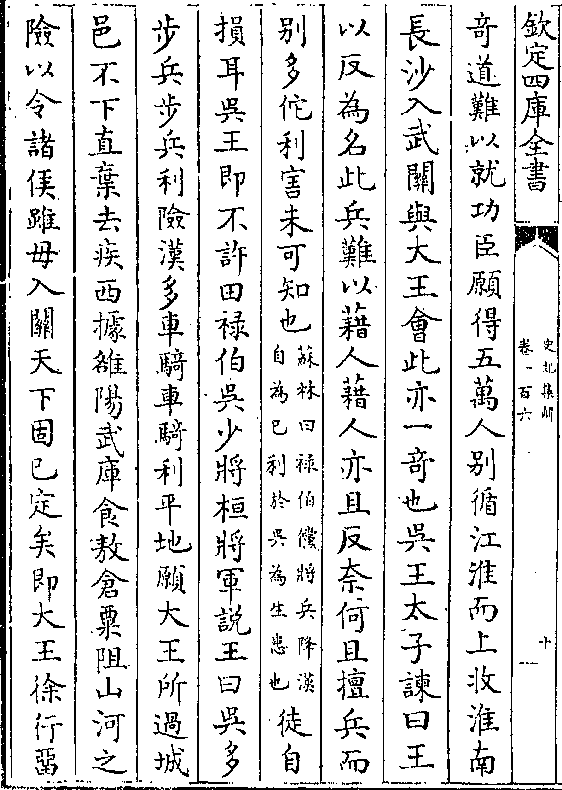 欽定四庫全書
史記集解
卷一百六
十一
奇道難以就功臣願得五萬人别循江淮而上收淮南
長沙入武關與大王會此亦一奇也吳王太子諫曰王
以反為名此兵難以藉人藉人亦且反奈何且擅兵而
别多佗利害未可知也蘇林曰禄伯儻將兵降漢自為己利於吳為生患也徒自
損耳吳王即不許田禄伯吳少將桓將軍説王曰吳多
步兵步兵利險漢多車騎車騎利平地願大王所過城
邑不下直棄去疾西據雒陽武庫食敖倉粟阻山河之
險以令諸侯雖毋入關天下固已定矣即大王徐行留